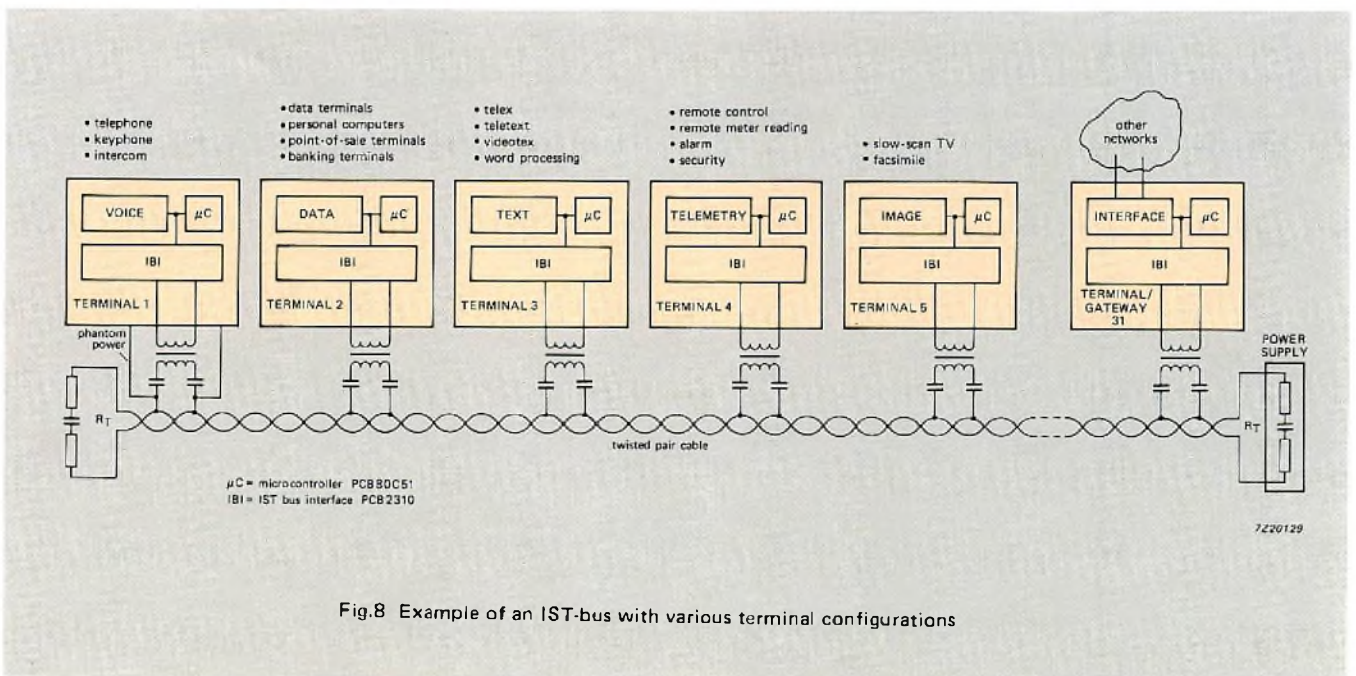 • telephone
• keyphone
• intercom
• data terminals
• personal computers
• point-of-sale terminals
• banking terminals
• telex
• teletext
• videotex
• word processing
• remote control
• remote meter reading
• alarm
• security
• slow-scan TV
• facsimile
other
networks
VOICE
µC
IBI
TERMINAL 1
DATA
µC
IBI
TERMINAL 2
TEXT
µC
IBI
TERMINAL 3
TELEMETRY
µC
IBI
TERMINAL 4
IMAGE
µC
IBI
TERMINAL 5
INTERFACE
µC
IBI
TERMINAL/
GATEWAY
31
phantom
power
POWER
SUPPLY
RT
RT
twisted pair cable
µC = microcontroller PCB80C51
IBI = IST bus interface PCB2310
7Z20129
Fig.8 Example of an IST-bus with various terminal configurations